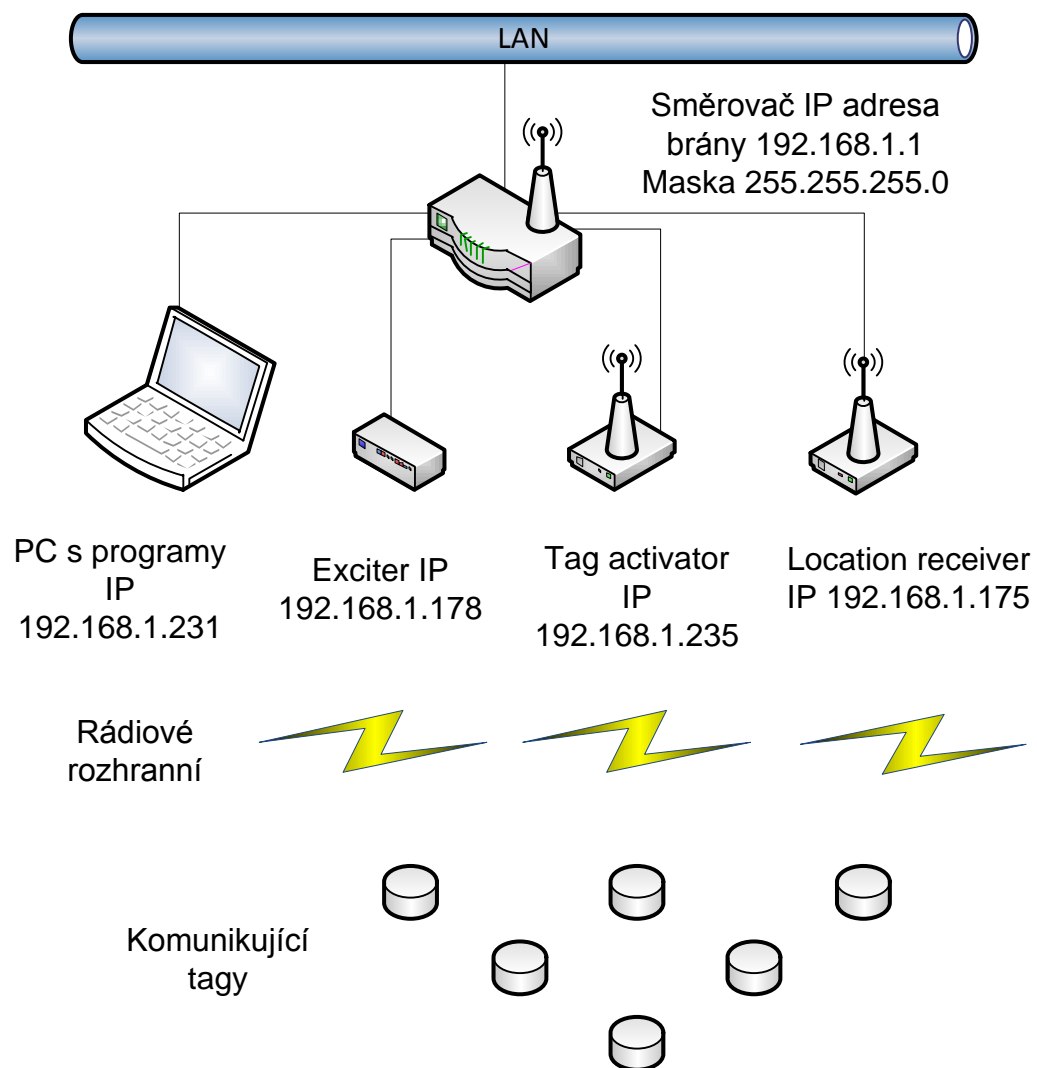 LAN
Směrovač IP adresa
brány 192.168.1.1
Maska 255.255.255.0
PC s programy
IP
192.168.1.231
Exciter IP
192.168.1.178
Tag activator
IP
192.168.1.235
Location receiver
IP 192.168.1.175
Rádiové
rozhranní
Komunikující
tagy